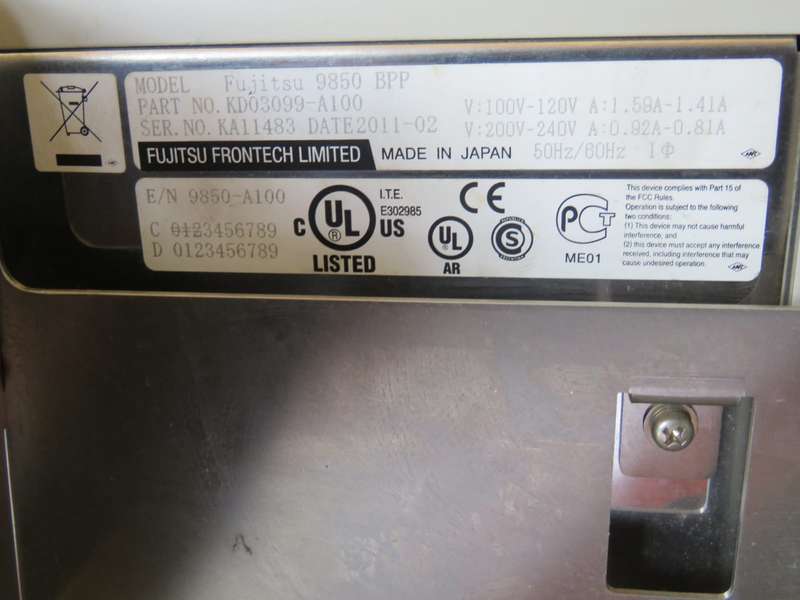 MODEL Fujitsu 9850 BPP
PART NO. KD03099-A100 V:100V-120V A:1.59A-1.41A
SER.NO. KA11483 DATE 2011-02 V:200V-240V A:0.92A-0.81A
FUJITSU FRONTECH LIMITED MADE IN JAPAN 50Hz/60Hz 1Φ
E/N 9850-A100
C 0123456789
D 0123456789
C UL ® US
LISTED
I.T.E.
E302985
CE
UL ®
AR
S
PCT
ME01
This device complies with Part 15 of
the FCC Rules.
Operation is subject to the following
two conditions:
(1) This device may not cause harmful
interference, and
(2) this device must accept any interference
received, including interference that may
cause undesired operation.
A